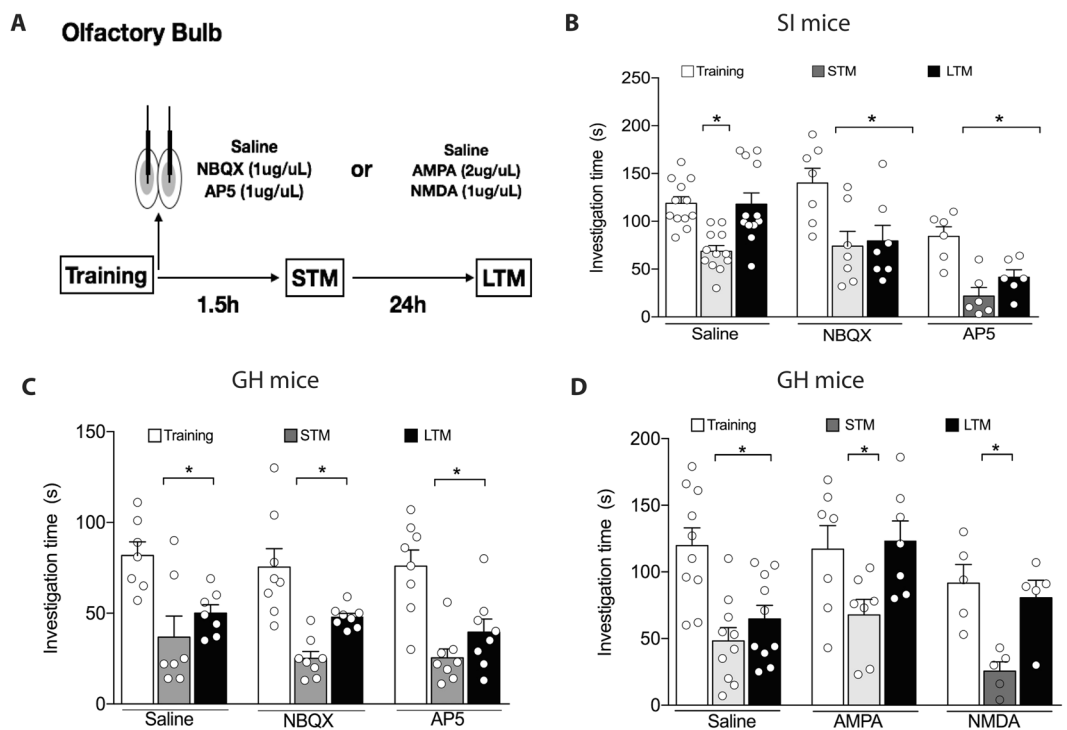 A
Olfactory Bulb
Saline
NBQX (1ug/uL)
AP5 (1ug/uL)
or
Saline
AMPA (2ug/uL)
NMDA (1ug/uL)
Training
STM
LTM
1.5h
24h
B
SI mice
Training
STM
LTM
Investigation time (s)
250
200
150
100
50
0
*
*
*
Saline
NBQX
AP5
C
GH mice
Training
STM
LTM
Investigation time (s)
150
100
50
0
*
*
*
Saline
NBQX
AP5
D
GH mice
Training
STM
LTM
Investigation time (s)
200
150
100
50
0
*
*
*
Saline
AMPA
NMDA